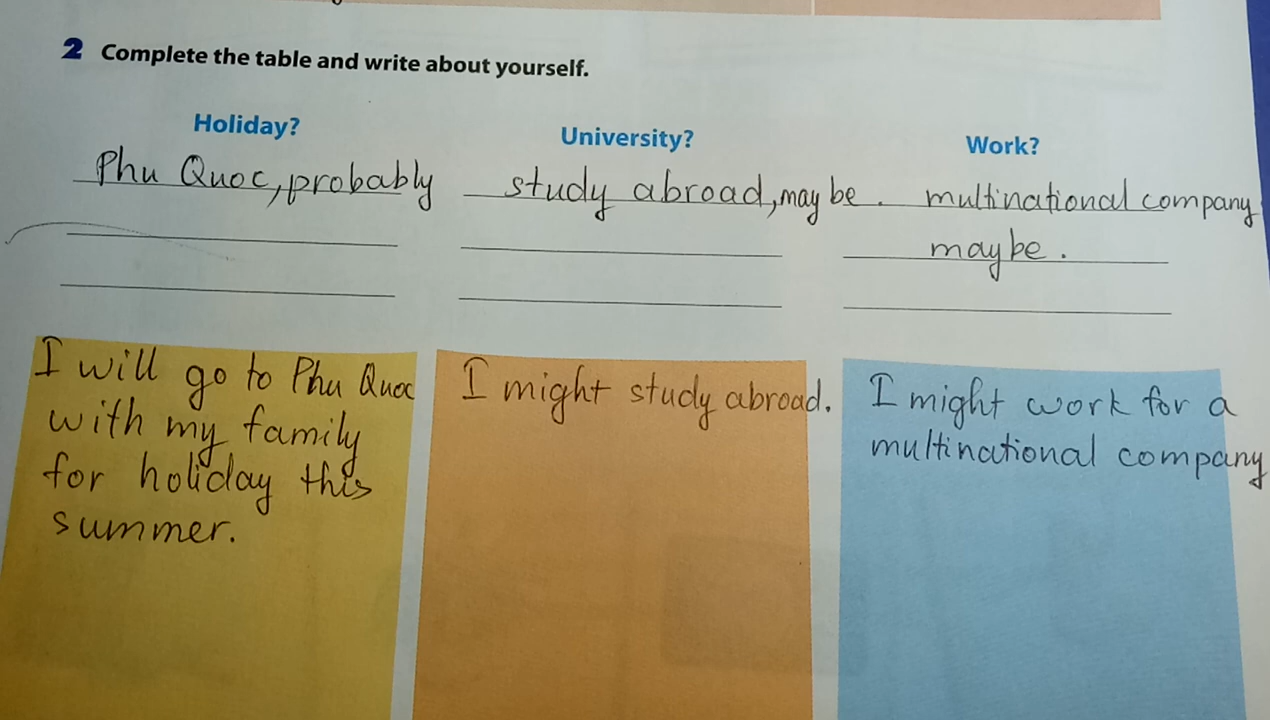 2 Complete the table and write about yourself.
Holiday?
Phu Quoc, probably
University?
study abroad, may be.
Work?
multinational company
maybe.
I will go to Phu Quoc
with my family
for holiday this
summer.
I might study abroad.
I might work for a
multinational company